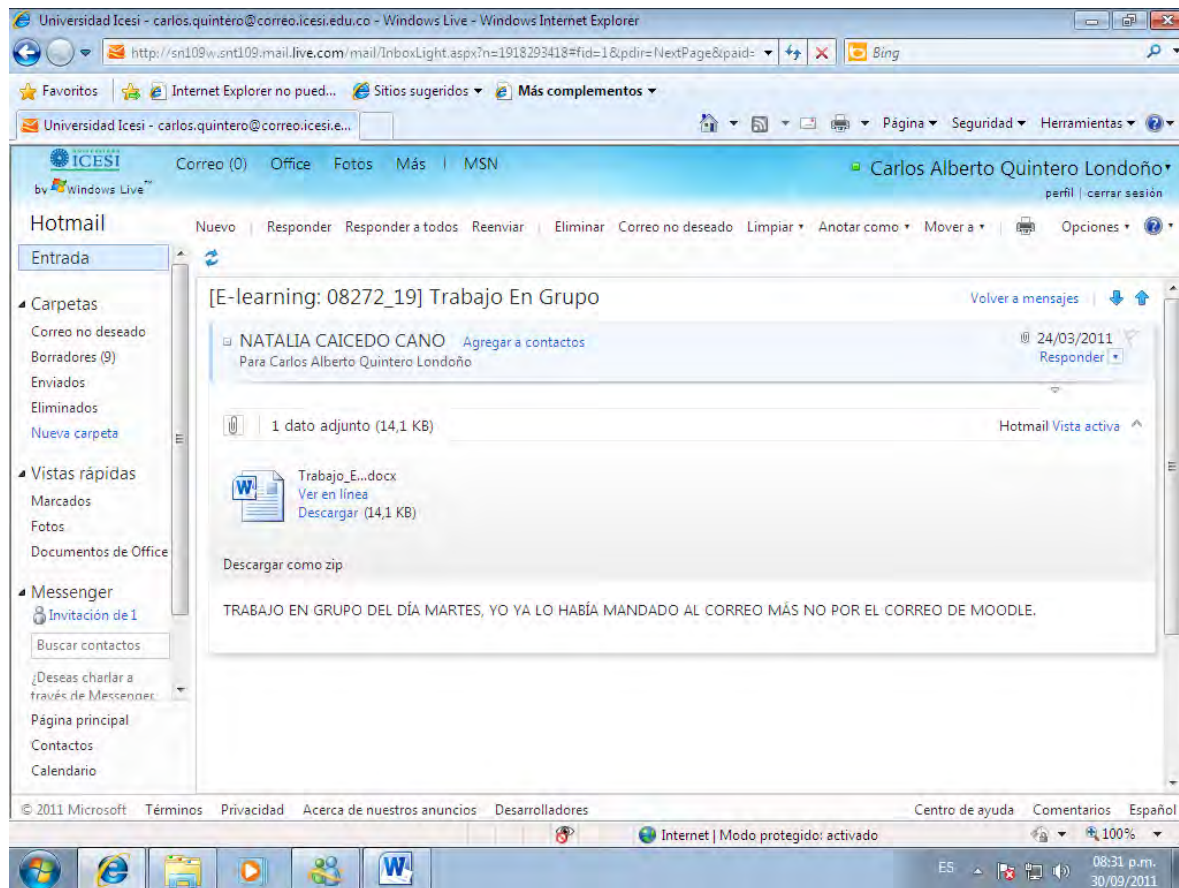 Universidad Icesi - carlos.quintero@correo.icesi.edu.co - Windows Live - Windows Internet Explorer
http://sn109w.snt109.mail.live.com/mail/InboxLight.aspx?n=1918293418#fid=1&pdir=NextPage&paid= Bing
Favoritos Internet Explorer no pued... Sitios sugeridos Más complementos
Universidad Icesi - carlos.quintero@correo.icesi.e... Página Seguridad Herramientas
ICESI Correo (0) Office Fotos Más MSN Carlos Alberto Quintero Londoño
by Windows Live™ perfil | cerrar sesión
Hotmail Nuevo Responder Responder a todos Reenviar Eliminar Correo no deseado Limpiar Anotar como Mover a Opciones
Entrada
Carpetas
Correo no deseado
Borradores (9)
Enviados
Eliminados
Nueva carpeta
Vistas rápidas
Marcados
Fotos
Documentos de Office
Messenger
Invitación de 1
Buscar contactos
¿Deseas charlar a
través de Messenger
Página principal
Contactos
Calendario
[E-learning: 08272_19] Trabajo En Grupo Volver a mensajes
NATALIA CAICEDO CANO Agregar a contactos 24/03/2011
Para Carlos Alberto Quintero Londoño Responder
1 dato adjunto (14,1 KB) Hotmail Vista activa
Trabajo_E...docx
Ver en línea
Descargar (14,1 KB)
Descargar como zip
TRABAJO EN GRUPO DEL DÍA MARTES, YO YA LO HABÍA MANDADO AL CORREO MÁS NO POR EL CORREO DE MOODLE.
© 2011 Microsoft Términos Privacidad Acerca de nuestros anuncios Desarrolladores Centro de ayuda Comentarios Español
Internet | Modo protegido: activado 100%
ES 08:31 p.m.
30/09/2011